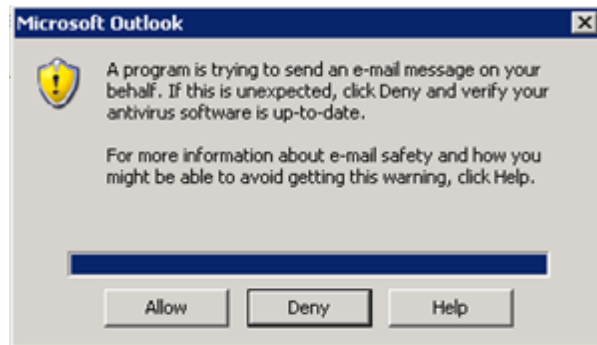 Microsoft Outlook
A program is trying to send an e-mail message on your
behalf. If this is unexpected, click Deny and verify your
antivirus software is up-to-date.
For more information about e-mail safety and how you
might be able to avoid getting this warning, click Help.
Allow Deny Help